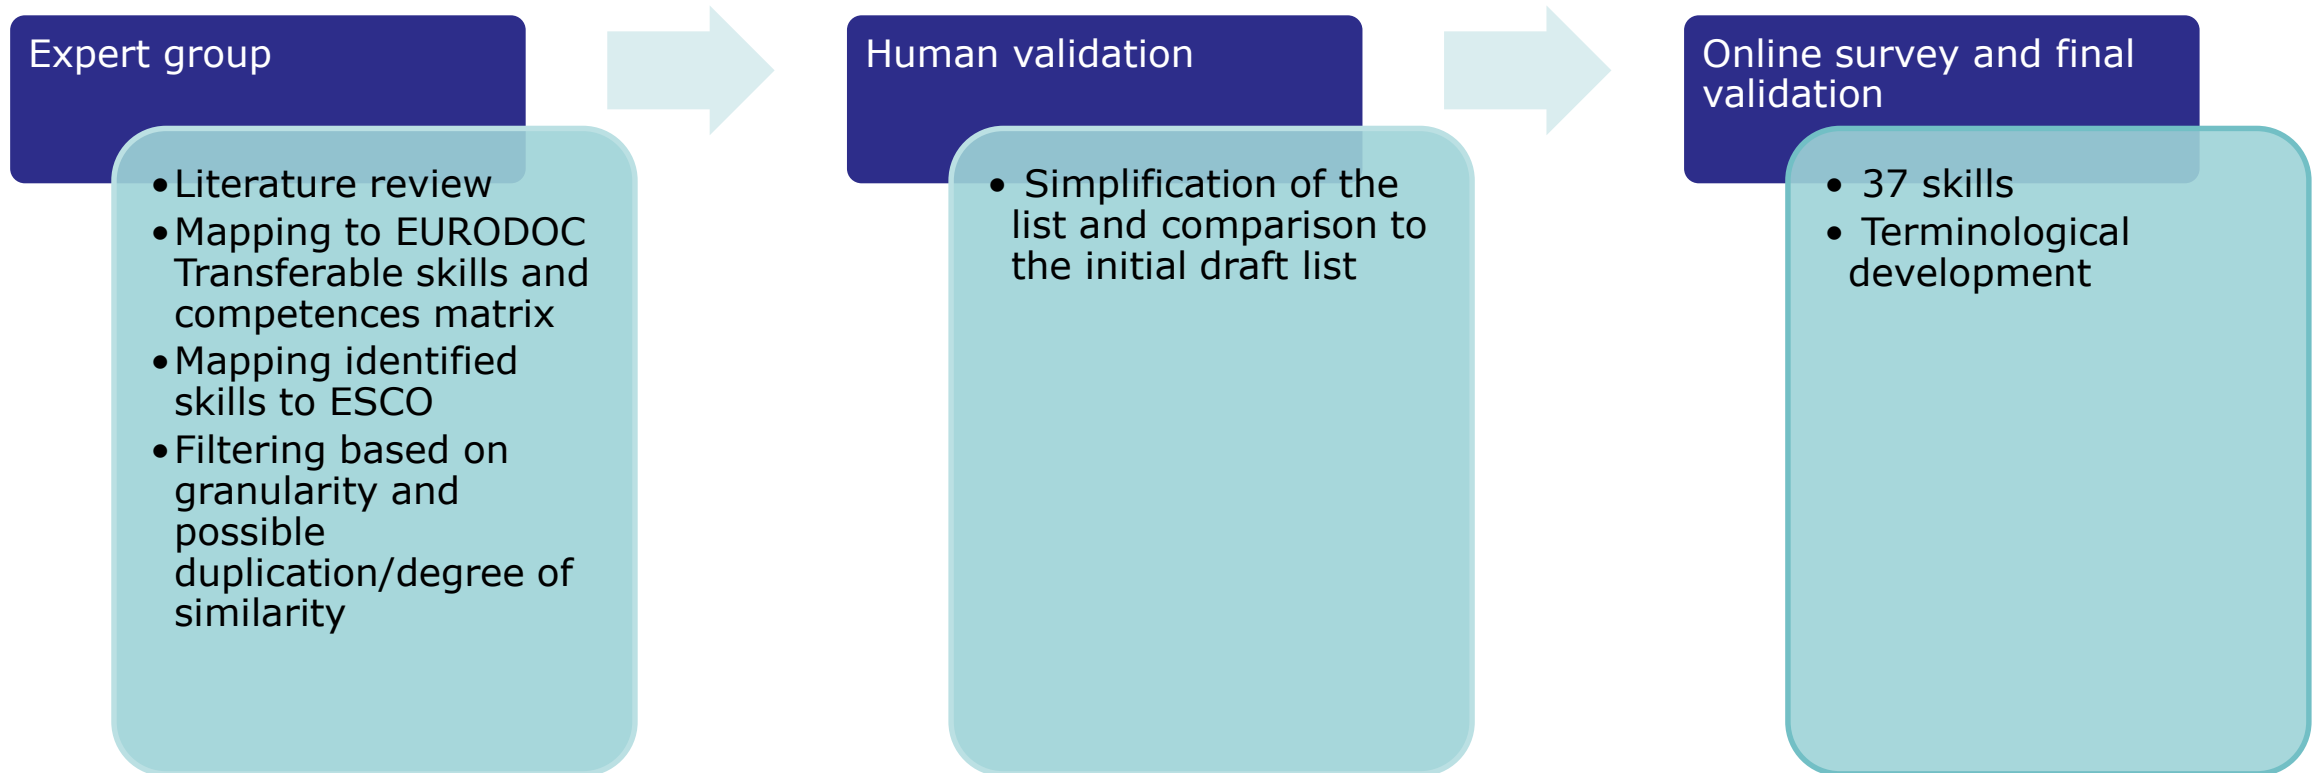 Expert group
•Literature review
•Mapping to EURODOC
Transferable skills and
competences matrix
•Mapping identified
skills to ESCO
•Filtering based on
granularity and
possible
duplication/degree of
similarity
Human validation
• Simplification of the
list and comparison to
the initial draft list
Online survey and final
validation
• 37 skills
• Terminological
development